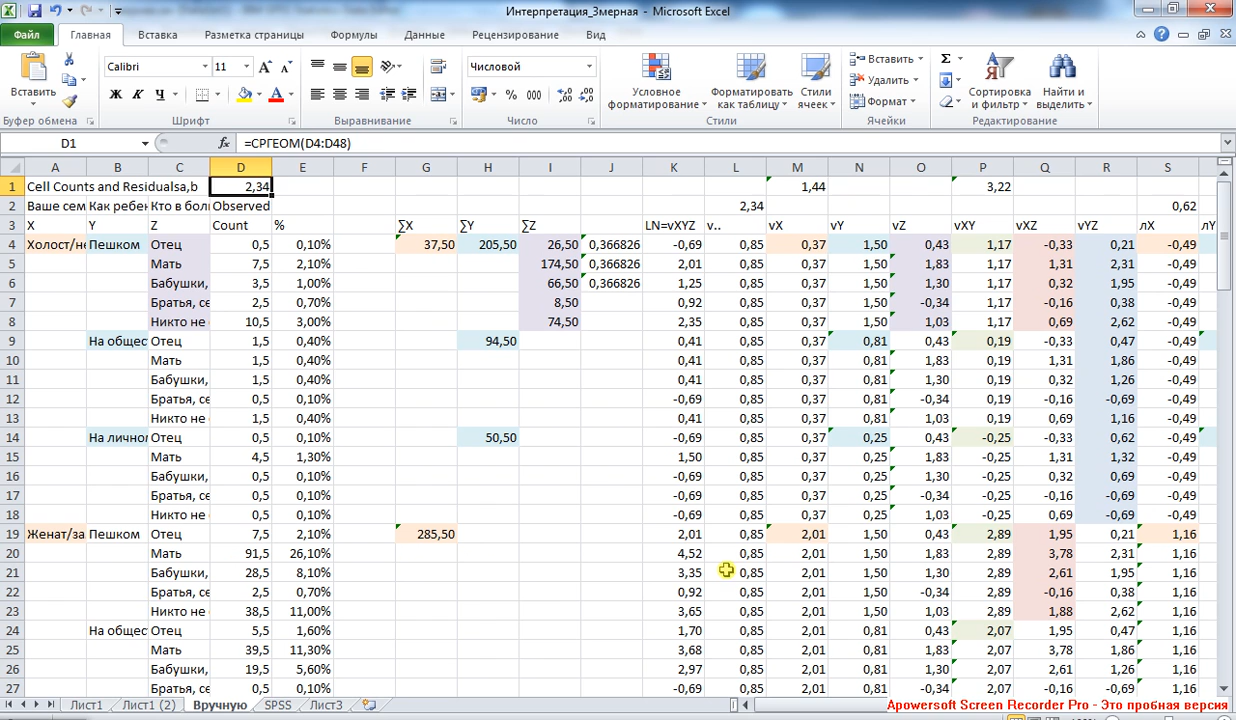 Интерпретация_3мерная - Microsoft Excel
Файл Главная Вставка Разметка страницы Формулы Данные Рецензирование Вид
Вставить Calibri 11 Числовой Условное форматирование Форматировать как таблицу Стили ячеек Вставить Удалить Формат Сортировка и фильтр Найти и выделить
Ж К Ч % 000
Буфер обмена Шрифт Выравнивание Число Стили Ячейки Редактирование
D1 fx =СРГЕОМ(D4:D48)
A B C D E F G H I J K L M N O P Q R S
1 Cell Counts and Residualsa,b 2,34 1,44 3,22
2 Ваше сем Как ребен Кто в бол Observed 2,34 0,62
3 X Y Z Count % ∑X ∑Y ∑Z LN=vXYZ v.. vX vY vZ vXY vXZ vYZ лX лY
4 Холост/не Пешком Отец 0,5 0,10% 37,50 205,50 26,50 0,366826 -0,69 0,85 0,37 1,50 0,43 1,17 -0,33 0,21 -0,49
5 Мать 7,5 2,10% 174,50 0,366826 2,01 0,85 0,37 1,50 1,83 1,17 1,31 2,31 -0,49
6 Бабушки, 3,5 1,00% 66,50 0,366826 1,25 0,85 0,37 1,50 1,30 1,17 0,32 1,95 -0,49
7 Братья, се 2,5 0,70% 8,50 0,92 0,85 0,37 1,50 -0,34 1,17 -0,16 0,38 -0,49
8 Никто не 10,5 3,00% 74,50 2,35 0,85 0,37 1,50 1,03 1,17 0,69 2,62 -0,49
9 На общес Отец 1,5 0,40% 94,50 0,41 0,85 0,37 0,81 0,43 0,19 -0,33 0,47 -0,49
10 Мать 1,5 0,40% 0,41 0,85 0,37 0,81 1,83 0,19 1,31 1,86 -0,49
11 Бабушки, 1,5 0,40% 0,41 0,85 0,37 0,81 1,30 0,19 0,32 1,26 -0,49
12 Братья, се 1,5 0,40% 0,41 0,85 0,37 0,81 -0,34 0,19 -0,16 -0,69 -0,49
13 Никто не 1,5 0,40% 0,41 0,85 0,37 0,81 1,03 0,19 0,69 1,16 -0,49
14 На личном Отец 0,5 0,10% 50,50 -0,69 0,85 0,37 0,25 0,43 -0,25 -0,33 0,62 -0,49
15 Мать 4,5 1,30% 1,50 0,85 0,37 0,25 1,83 -0,25 1,31 1,32 -0,49
16 Бабушки, 0,5 0,10% -0,69 0,85 0,37 0,25 1,30 -0,25 0,32 0,69 -0,49
17 Братья, се 0,5 0,10% -0,69 0,85 0,37 0,25 -0,34 -0,25 -0,16 -0,69 -0,49
18 Никто не 0,5 0,10% -0,69 0,85 0,37 0,25 1,03 -0,25 0,69 -0,69 -0,49
19 Женат/за Пешком Отец 7,5 2,10% 285,50 2,01 0,85 2,01 1,50 0,43 2,89 1,95 0,21 1,16
20 Мать 91,5 26,10% 4,52 0,85 2,01 1,50 1,83 2,89 3,78 2,31 1,16
21 Бабушки, 28,5 8,10% 3,35 0,85 2,01 1,50 1,30 2,89 2,61 1,95 1,16
22 Братья, се 2,5 0,70% 0,92 0,85 2,01 1,50 -0,34 2,89 -0,16 0,38 1,16
23 Никто не 38,5 11,00% 3,65 0,85 2,01 1,50 1,03 2,89 1,88 2,62 1,16
24 На общес Отец 5,5 1,60% 1,70 0,85 2,01 0,81 0,43 2,07 1,95 0,47 1,16
25 Мать 39,5 11,30% 3,68 0,85 2,01 0,81 1,83 2,07 3,78 1,86 1,16
26 Бабушки, 19,5 5,60% 2,97 0,85 2,01 0,81 1,30 2,07 2,61 1,26 1,16
27 Братья, се 0,5 0,10% -0,69 0,85 2,01 0,81 -0,34 2,07 -0,16 -0,69 1,16
Лист1 Лист1 (2) Вручную SPSS Лист3
Apowersoft Screen Recorder Pro - Это пробная версия